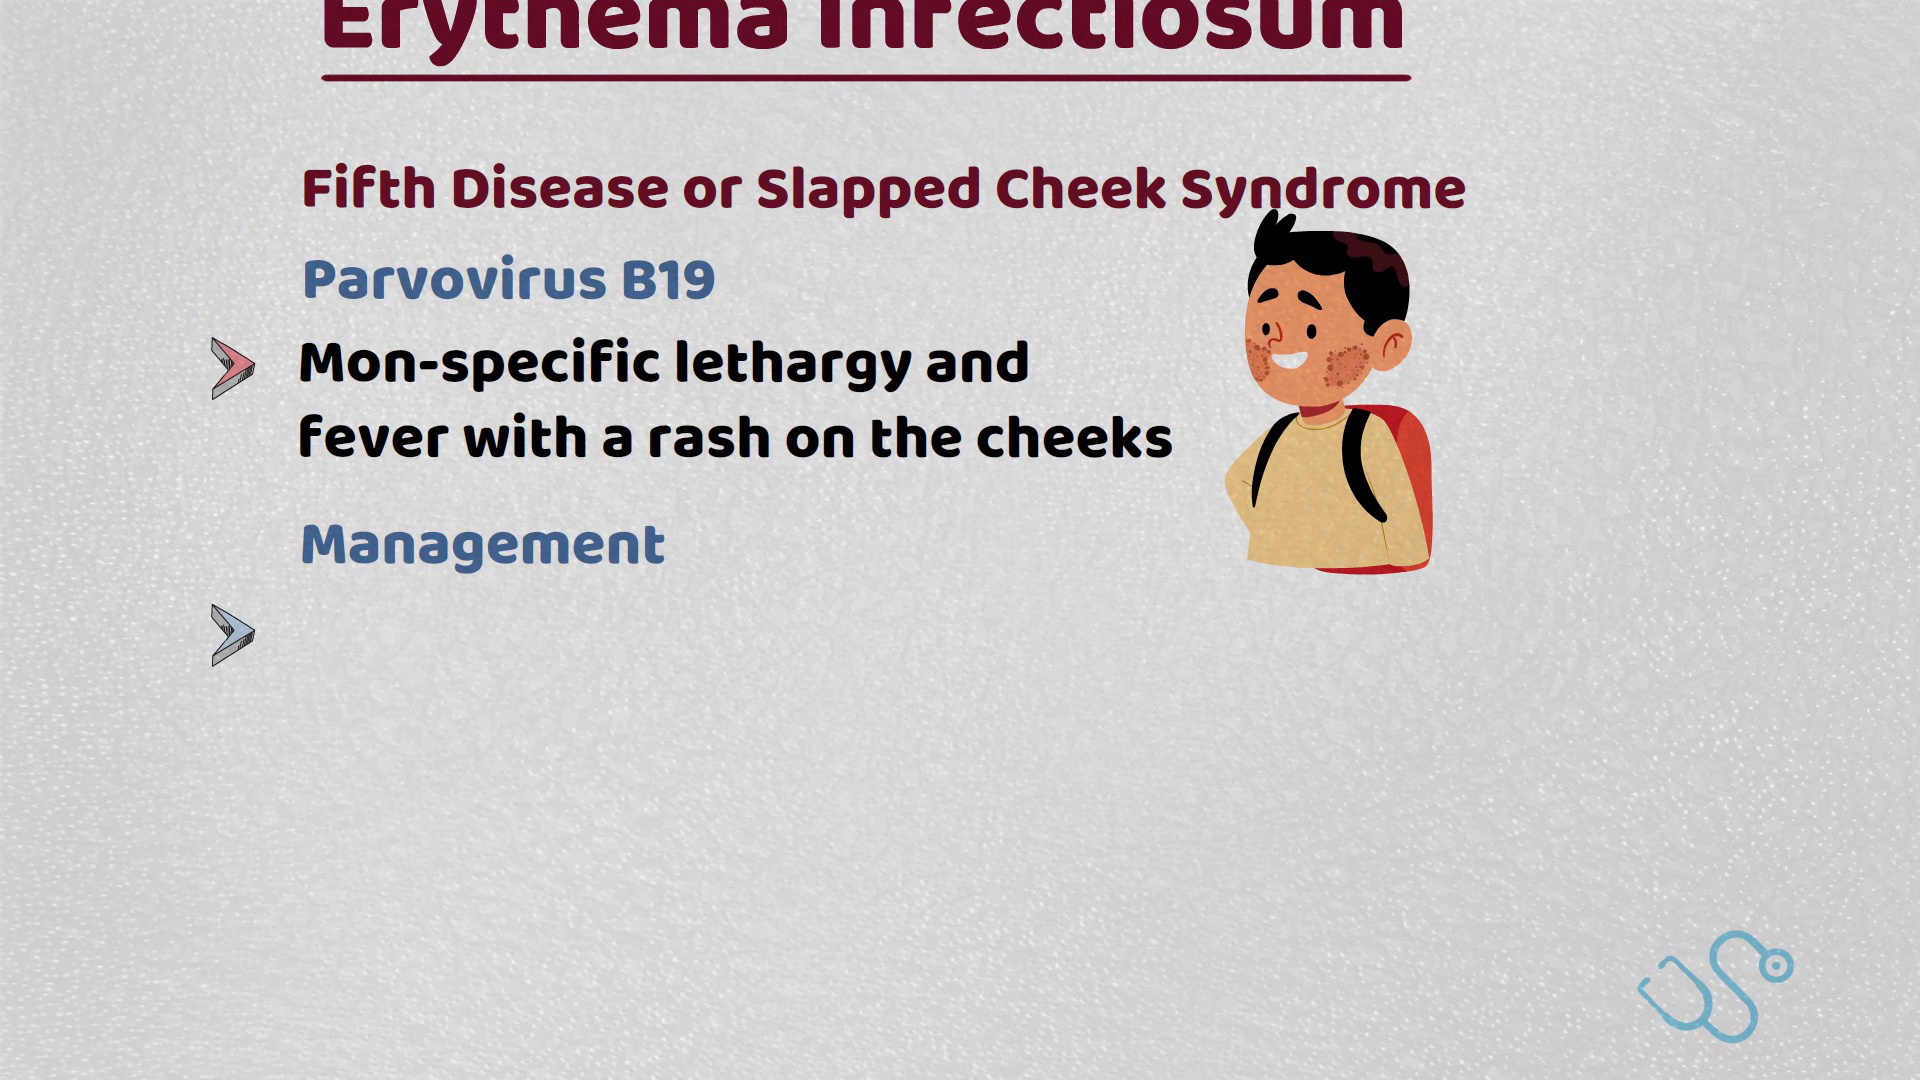 Erythema Infectiosum
Fifth Disease or Slapped Cheek Syndrome
Parvovirus B19
Mon-specific lethargy and
fever with a rash on the cheeks
Management